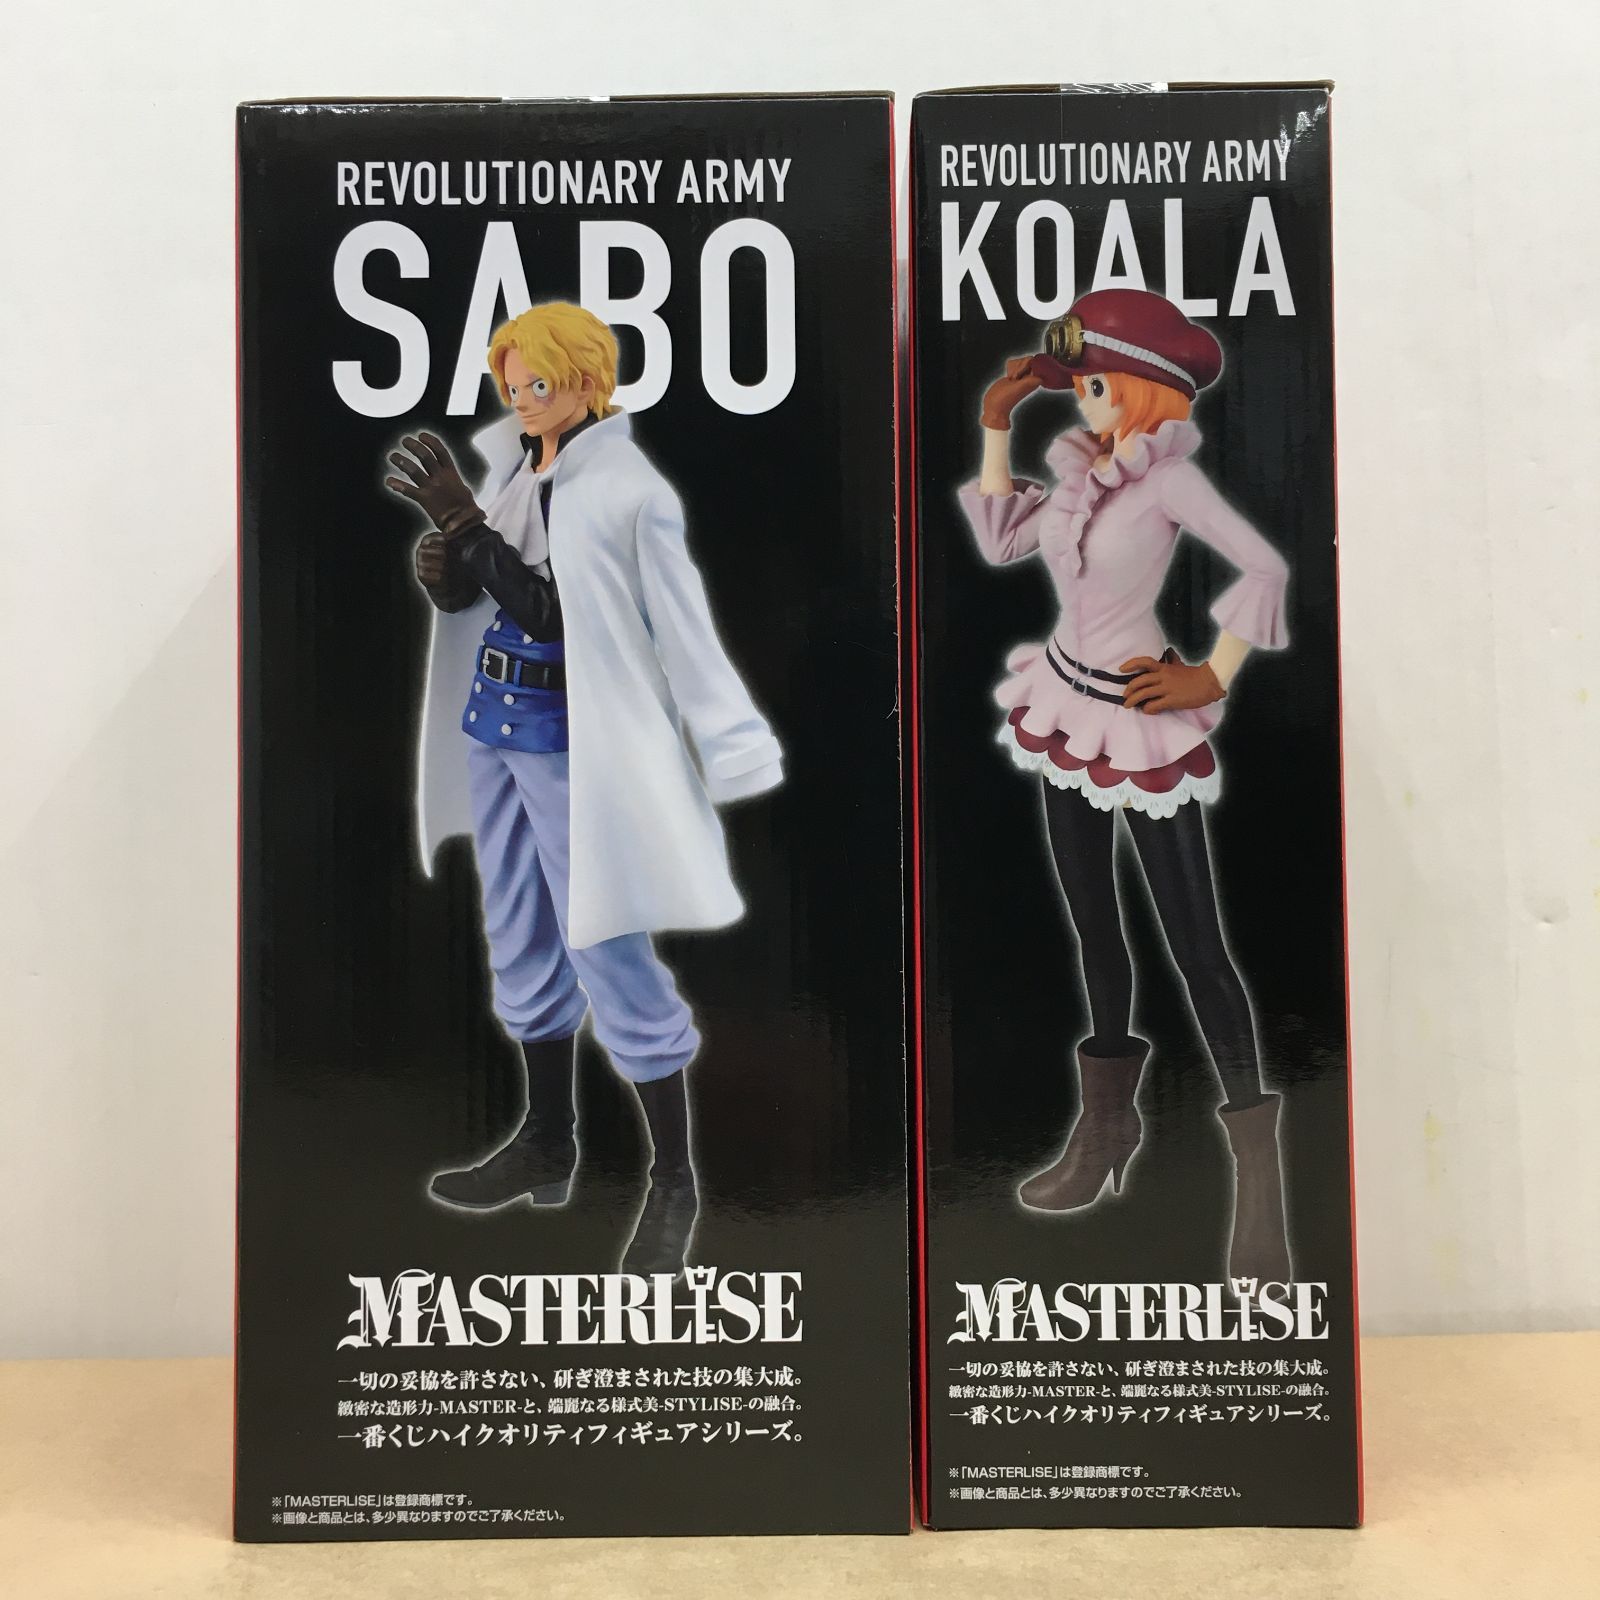 REVOLUTIONARY ARMY
SABO
MASTERLISE
一切の妥協を許さない、研ぎ澄まされた技の集大成。
緻密な造形力-MASTER-と、端麗なる様式美-STYLISE-の融合。
一番くじハイクオリティフィギュアシリーズ。
※「MASTERLISE」は登録商標です。
※画像と商品とは、多少異なりますのでご了承ください。
REVOLUTIONARY ARMY
KOALA
MASTERLISE
一切の妥協を許さない、研ぎ澄まされた技の集大成。
緻密な造形力-MASTER-と、端麗なる様式美-STYLISE-の融合。
一番くじハイクオリティフィギュアシリーズ。
※「MASTERLISE」は登録商標です。
※画像と商品とは、多少異なりますのでご了承ください。